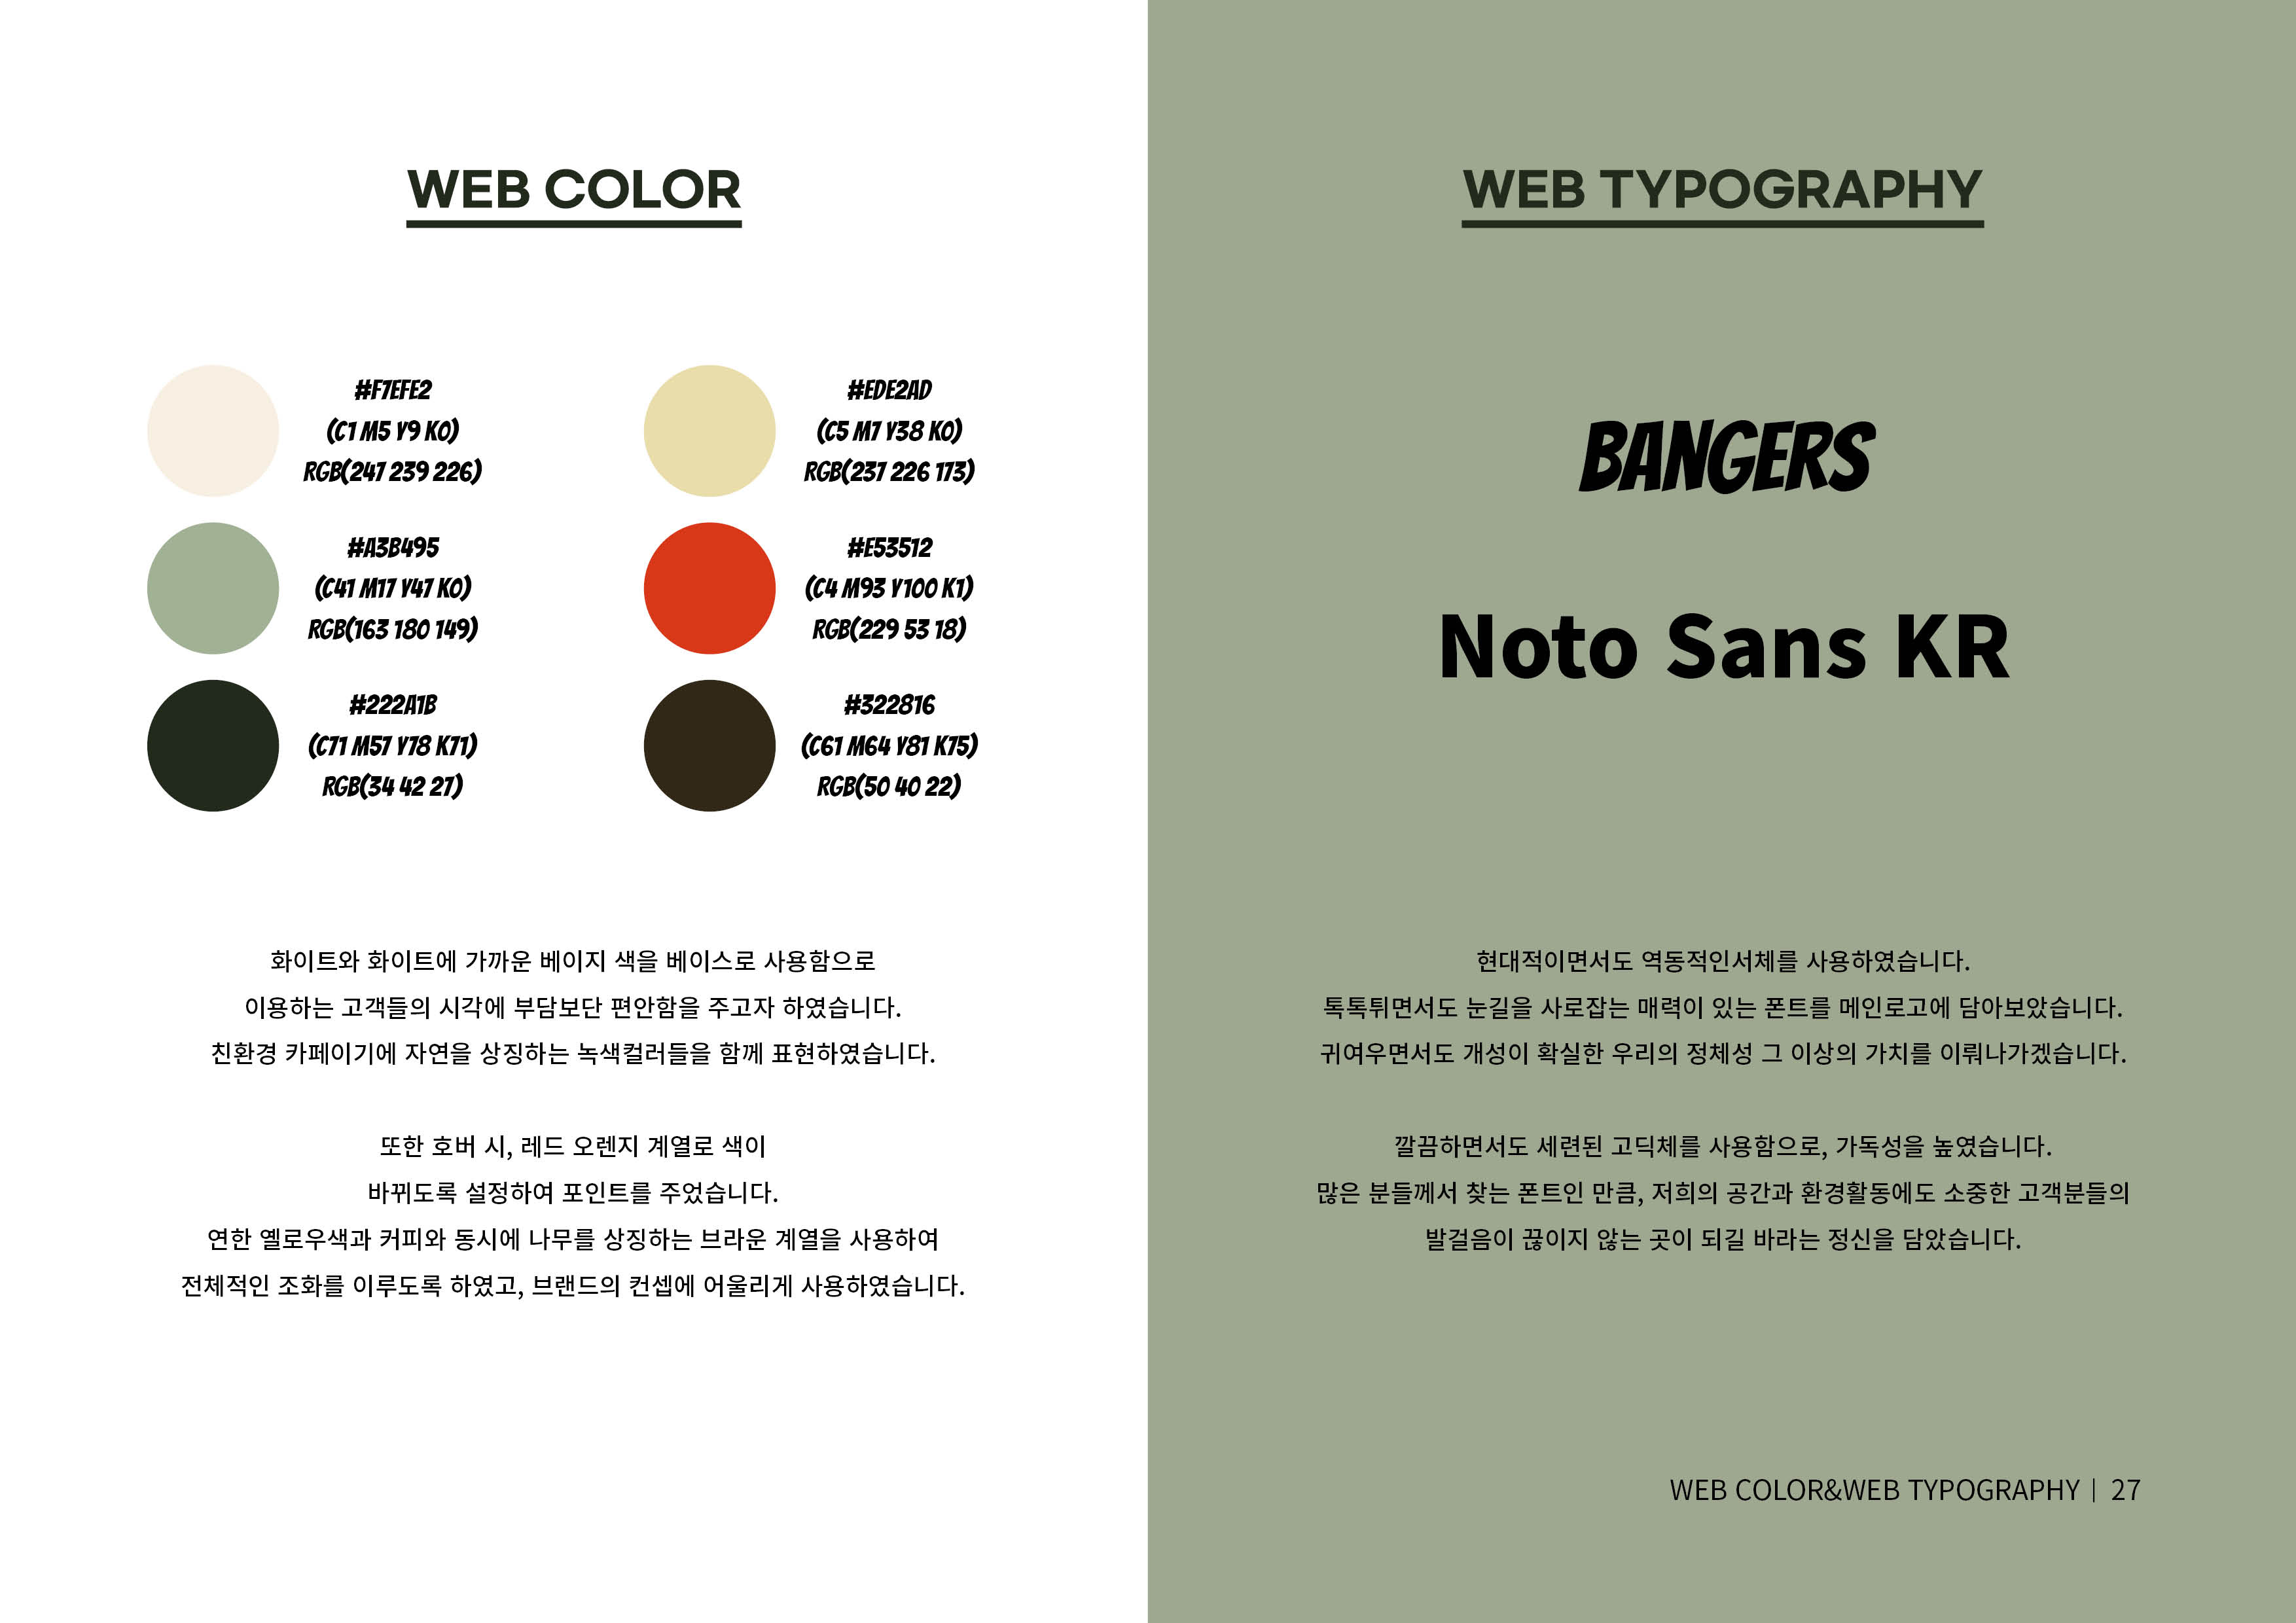 WEB COLOR
#F7EFE2
(C1 M5 Y9 K0)
RGB(247 239 226)
#EDE2AD
(C5 M7 Y38 K0)
RGB(237 226 173)
#A3B495
(C41 M17 Y47 K0)
RGB(163 180 149)
#E53512
(C4 M93 Y100 K1)
RGB(229 53 18)
#222A1B
(C71 M57 Y78 K71)
RGB(34 42 27)
#322816
(C61 M64 Y81 K75)
RGB(50 40 22)
화이트와 화이트에 가까운 베이지 색을 베이스로 사용함으로
이용하는 고객들의 시각에 부담보단 편안함을 주고자 하였습니다.
친환경 카페이기에 자연을 상징하는 녹색컬러들을 함께 표현하였습니다.
또한 호버 시, 레드 오렌지 계열로 색이
바뀌도록 설정하여 포인트를 주었습니다.
연한 옐로우색과 커피와 동시에 나무를 상징하는 브라운 계열을 사용하여
전체적인 조화를 이루도록 하였고, 브랜드의 컨셉에 어울리게 사용하였습니다.
WEB TYPOGRAPHY
BANGERS
Noto Sans KR
현대적이면서도 역동적인서체를 사용하였습니다.
톡톡튀면서도 눈길을 사로잡는 매력이 있는 폰트를 메인로고에 담아보았습니다.
귀여우면서도 개성이 확실한 우리의 정체성 그 이상의 가치를 이뤄나가겠습니다.
깔끔하면서도 세련된 고딕체를 사용함으로, 가독성을 높였습니다.
많은 분들께서 찾는 폰트인 만큼, 저희의 공간과 환경활동에도 소중한 고객분들의
발걸음이 끊이지 않는 곳이 되길 바라는 정신을 담았습니다.
WEB COLOR&WEB TYPOGRAPHY | 27